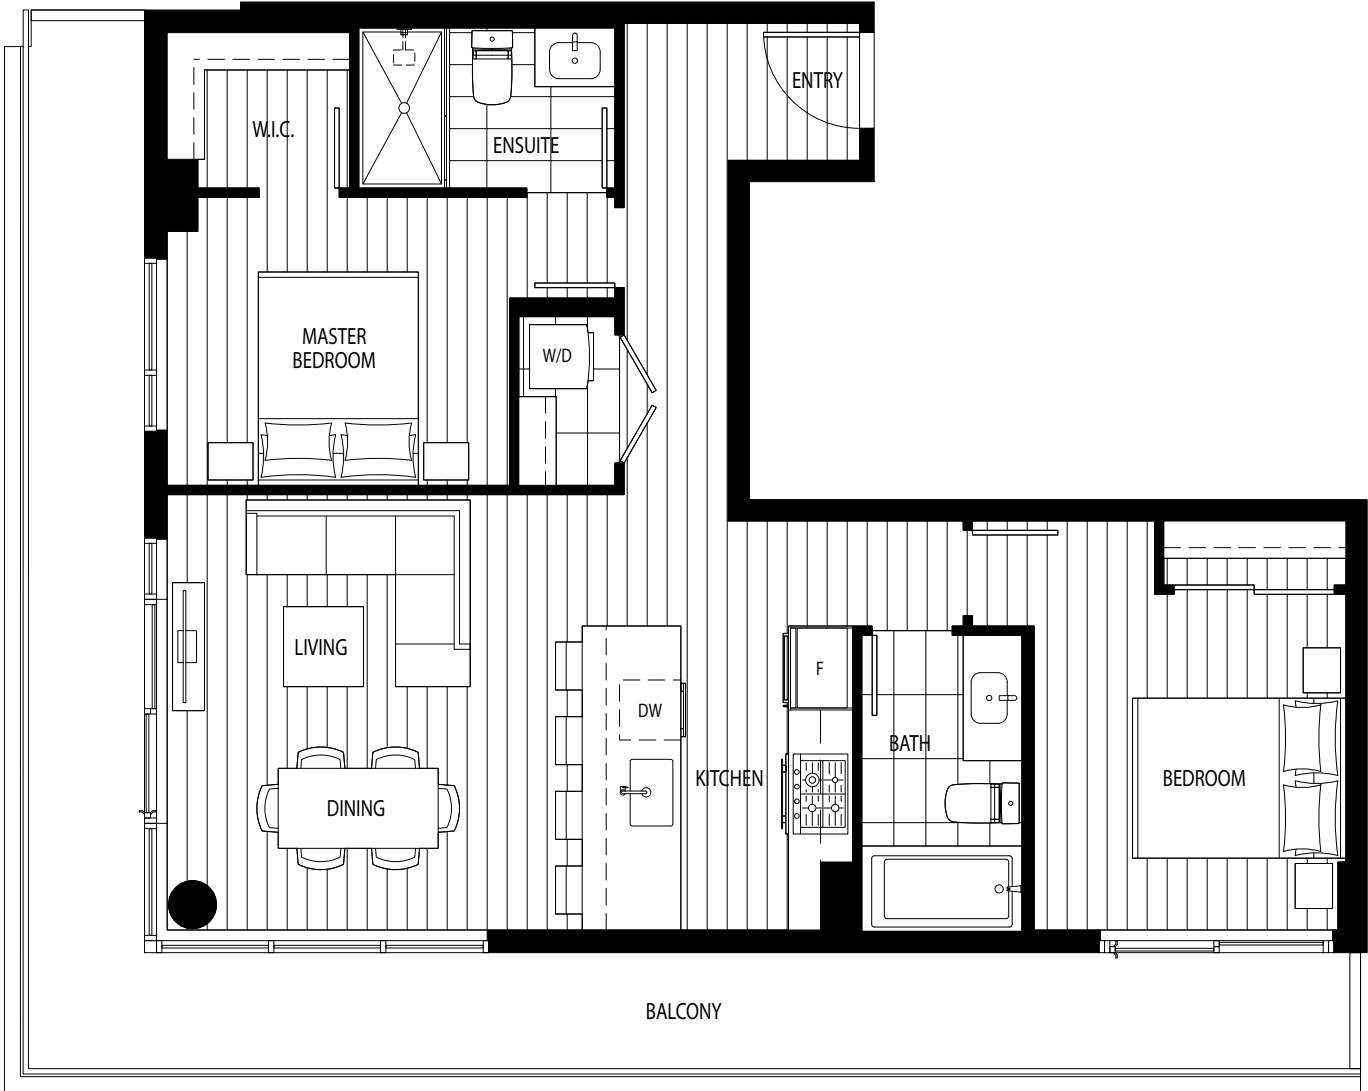 ENTRY
W.I.C.
ENSUITE
MASTER
BEDROOM
W/D
LIVING
F
DW
BATH
KITCHEN
BEDROOM
DINING
BALCONY